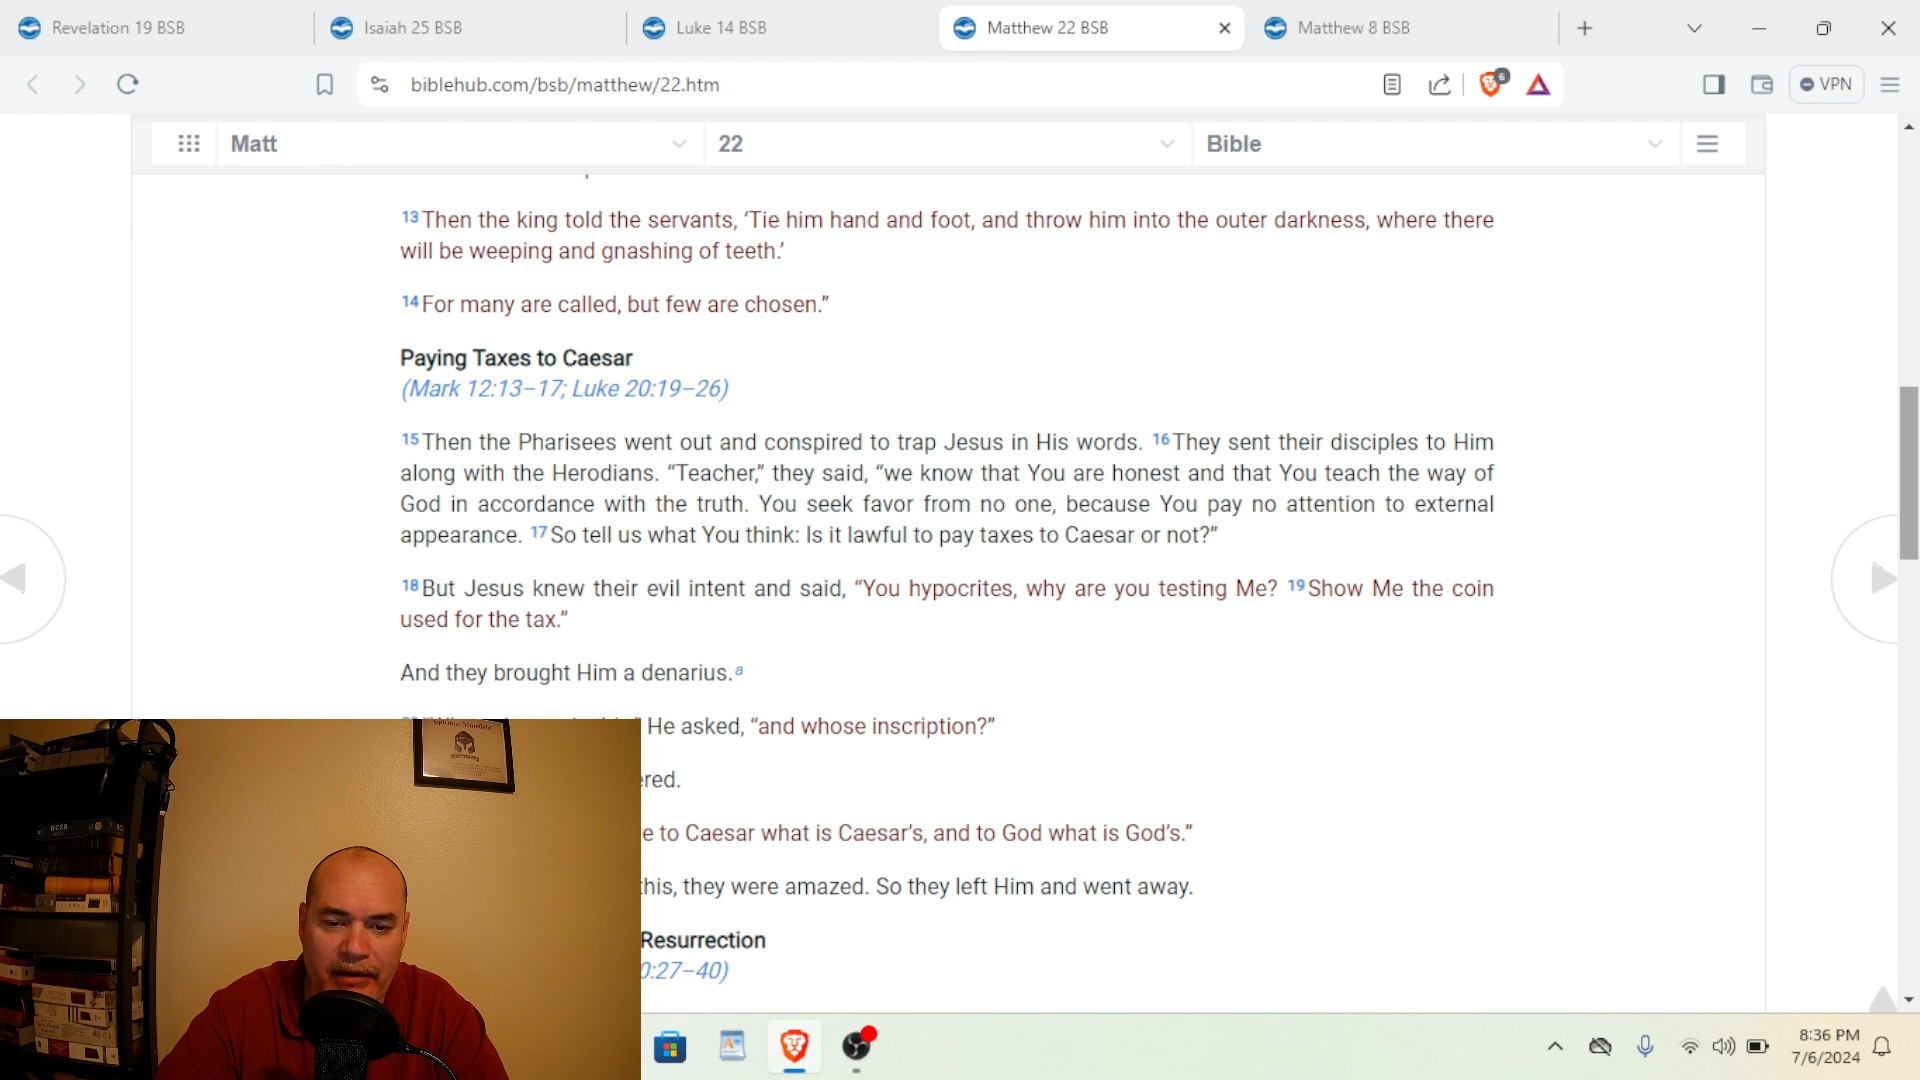 Revelation 19 BSB
Isaiah 25 BSB
Luke 14 BSB
Matthew 22 BSB
Matthew 8 BSB
biblehub.com/bsb/matthew/22.htm
6
VPN
Matt
22
Bible
13 Then the king told the servants, ‘Tie him hand and foot, and throw him into the outer darkness, where there
will be weeping and gnashing of teeth.’
14 For many are called, but few are chosen.”
Paying Taxes to Caesar
(Mark 12:13–17; Luke 20:19–26)
15 Then the Pharisees went out and conspired to trap Jesus in His words. 16 They sent their disciples to Him
along with the Herodians. “Teacher,” they said, “we know that You are honest and that You teach the way of
God in accordance with the truth. You seek favor from no one, because You pay no attention to external
appearance. 17 So tell us what You think: Is it lawful to pay taxes to Caesar or not?”
18 But Jesus knew their evil intent and said, “You hypocrites, why are you testing Me? 19 Show Me the coin
used for the tax.”
And they brought Him a denarius. a
He asked, “and whose inscription?”
ered.
e to Caesar what is Caesar’s, and to God what is God’s.”
this, they were amazed. So they left Him and went away.
Resurrection
0:27–40)
Spiritual Minefield
8:36 PM
7/6/2024